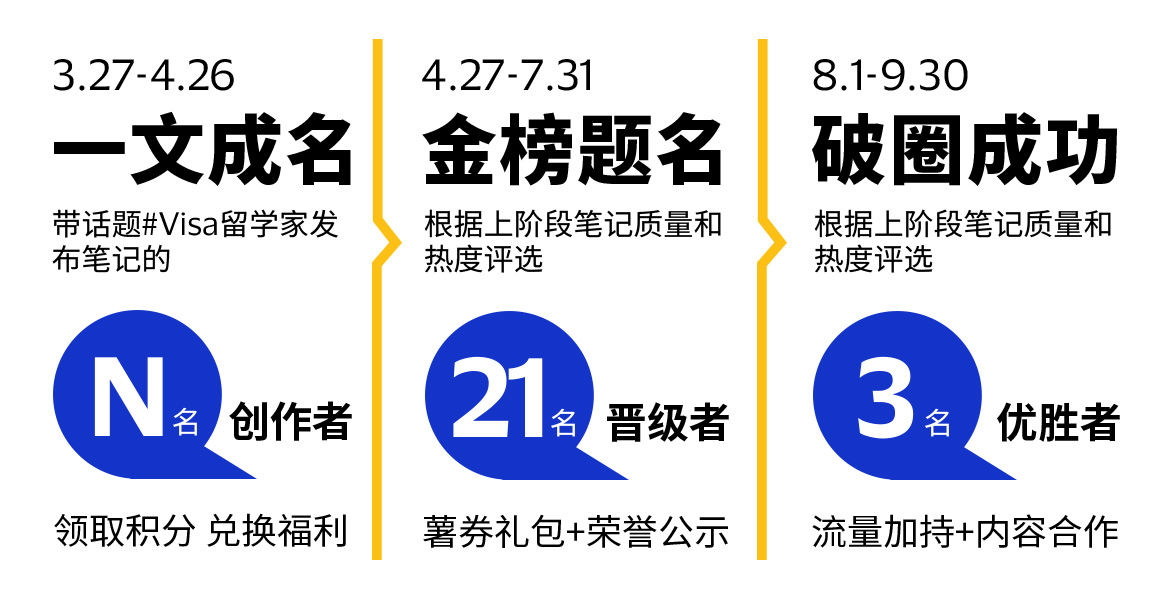 3.27-4.26
一文成名
带话题#Visa留学家发
布笔记的
N名
创作者
领取积分 兑换福利
4.27-7.31
金榜题名
根据上阶段笔记质量和
热度评选
21名
晋级者
薯券礼包+荣誉公示
8.1-9.30
破圈成功
根据上阶段笔记质量和
热度评选
3名
优胜者
流量加持+内容合作